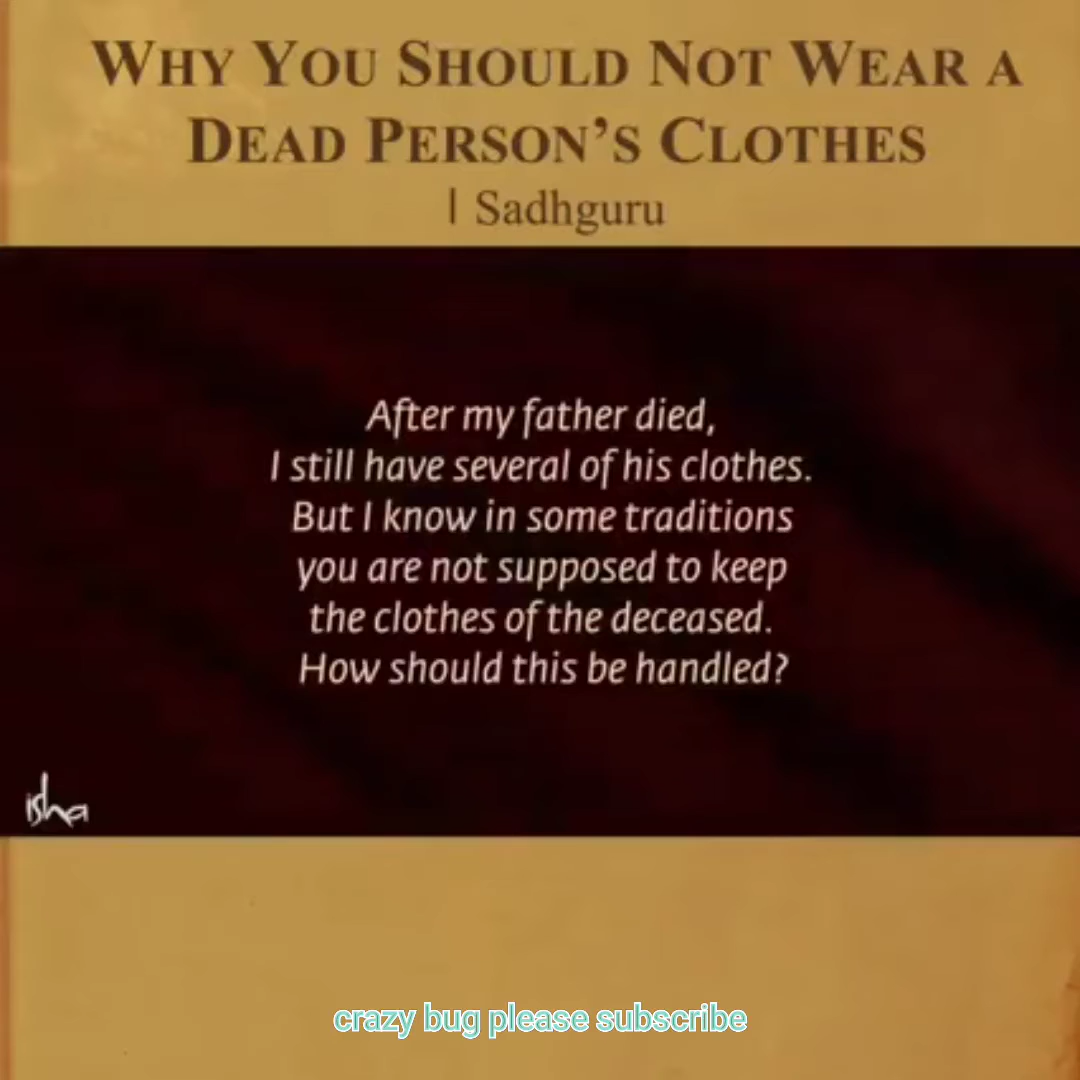 WHY YOU SHOULD NOT WEAR A
DEAD PERSON'S CLOTHES
| Sadhguru
After my father died,
I still have several of his clothes.
But I know in some traditions
you are not supposed to keep
the clothes of the deceased.
How should this be handled?
isha
crazy bug please subscribe